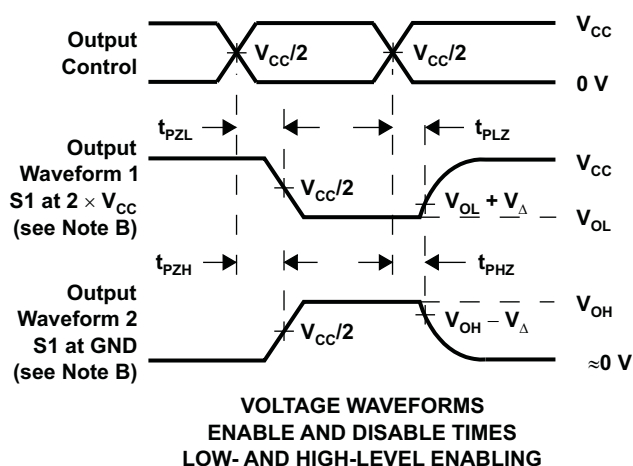 Output
Control
V_CC/2
V_CC/2
V_CC
0 V
t_PZL
t_PLZ
Output
Waveform 1
S1 at 2 × V_CC
(see Note B)
V_CC/2
V_OL + V_Δ
V_CC
V_OL
t_PZH
t_PHZ
Output
Waveform 2
S1 at GND
(see Note B)
V_CC/2
V_OH − V_Δ
V_OH
≈0 V
VOLTAGE WAVEFORMS
ENABLE AND DISABLE TIMES
LOW- AND HIGH-LEVEL ENABLING